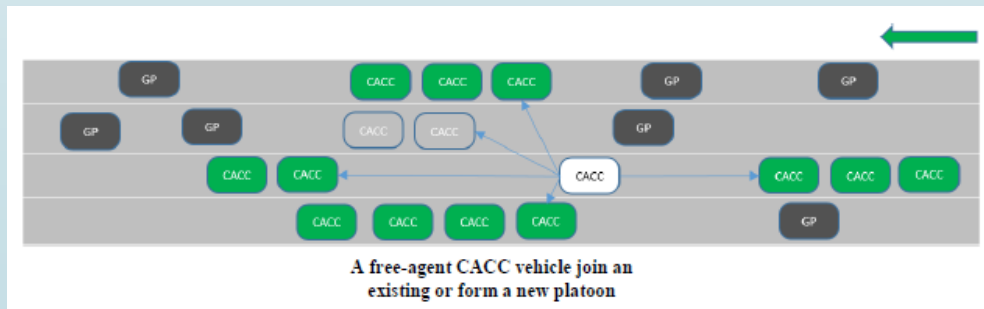 GP CACC CACC CACC GP GP
GP GP CACC CACC GP
CACC CACC CACC CACC CACC CACC
CACC CACC CACC CACC GP
A free-agent CACC vehicle join an
existing or form a new platoon